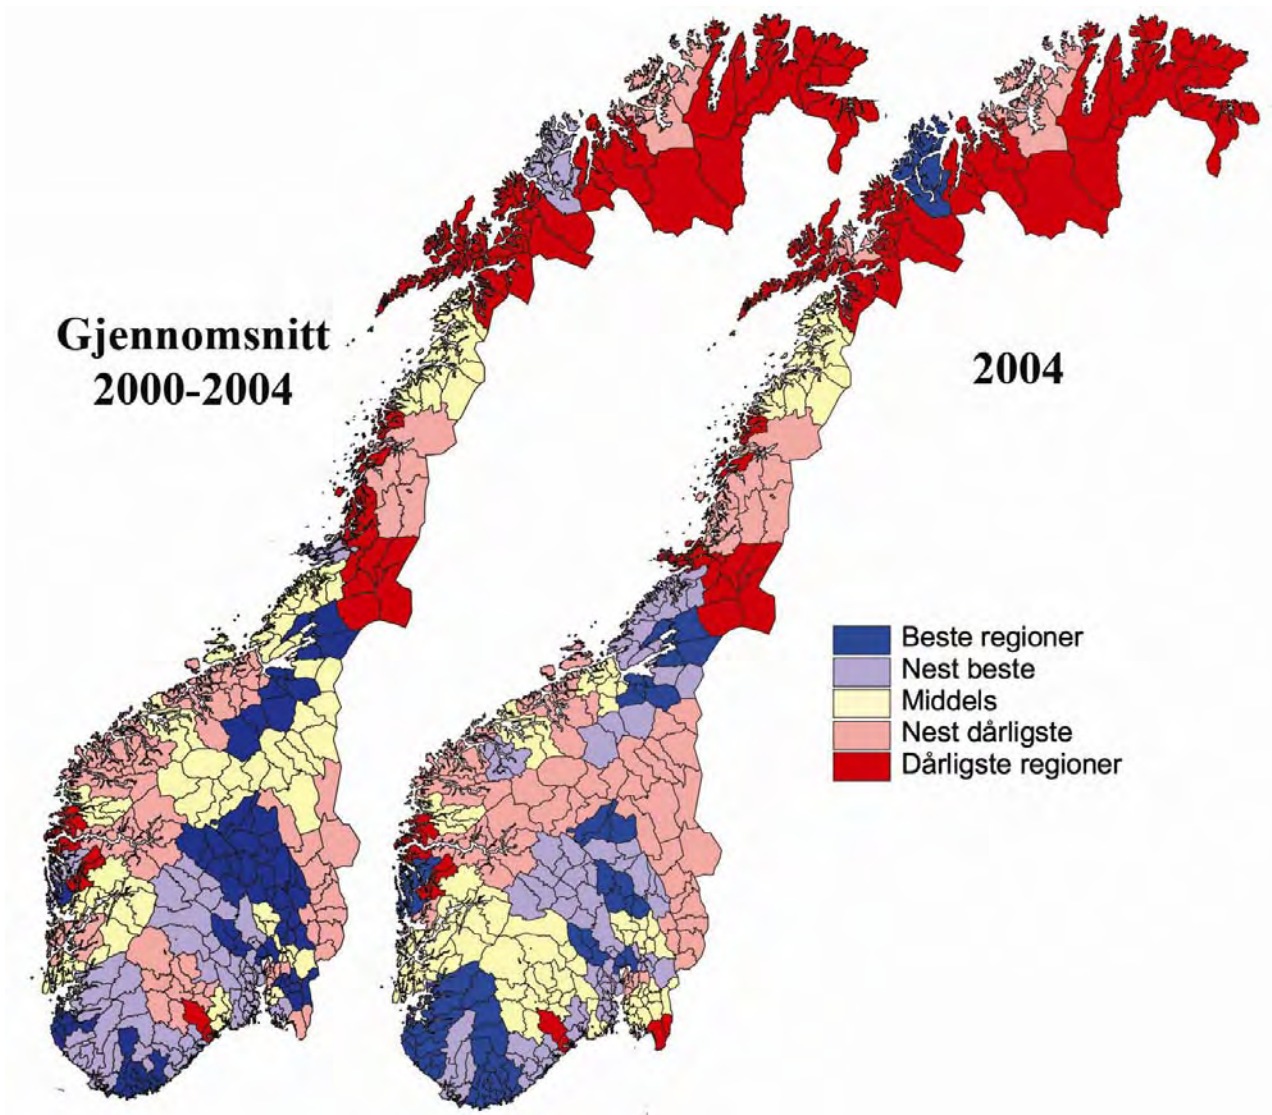 Gjennomsnitt
2000-2004
2004
Beste regioner
Nest beste
Middels
Nest dårligste
Dårligste regioner